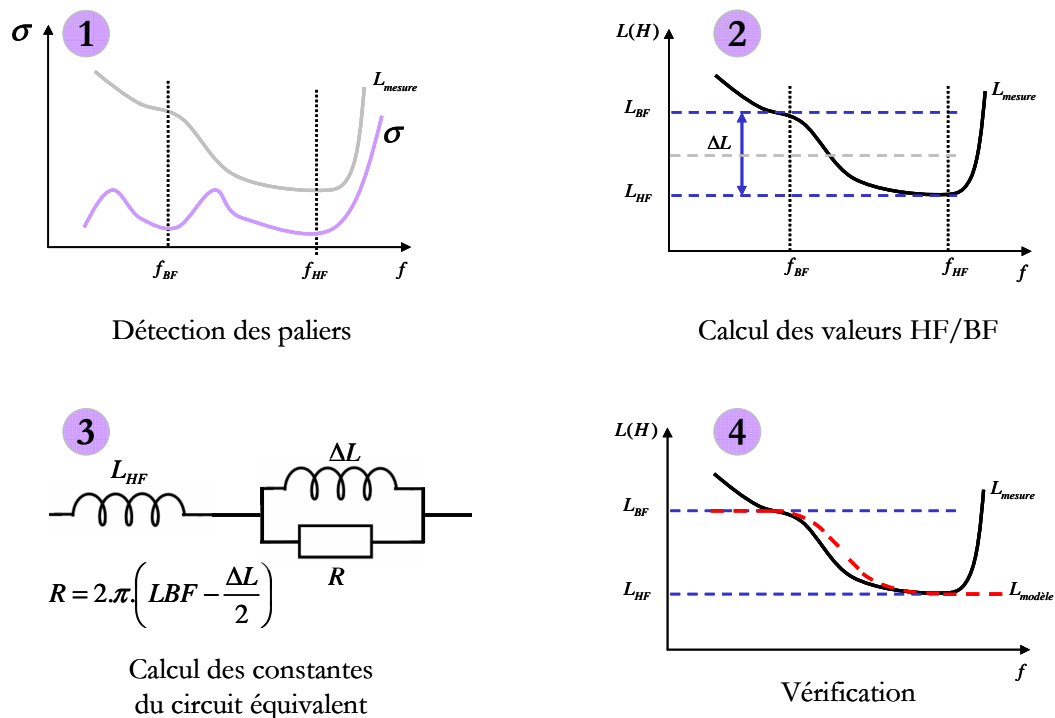 1
σ
L_mesure
σ
f_BF
f_HF
f
Détection des paliers
2
L(H)
L_BF
ΔL
L_HF
L_mesure
f_BF
f_HF
f
Calcul des valeurs HF/BF
3
L_HF
ΔL
R
R = 2.π.(LBF − ΔL/2)
Calcul des constantes
du circuit équivalent
4
L(H)
L_BF
L_HF
L_mesure
L_modèle
f
Vérification